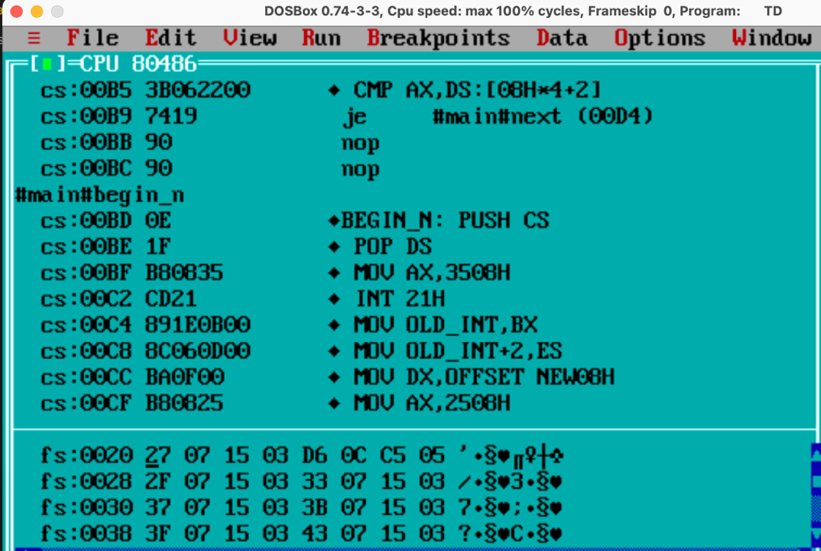 DOSBox 0.74-3-3, Cpu speed: max 100% cycles, Frameskip 0, Program: TD
≡ File Edit View Run Breakpoints Data Options Window
[■]=CPU 80486
cs:00B5 3B062200 ♦ CMP AX,DS:[08H*4+2]
cs:00B9 7419 je #main#next (00D4)
cs:00BB 90 nop
cs:00BC 90 nop
#main#begin_n
cs:00BD 0E ♦BEGIN_N: PUSH CS
cs:00BE 1F ♦ POP DS
cs:00BF B80835 ♦ MOV AX,3508H
cs:00C2 CD21 ♦ INT 21H
cs:00C4 891E0B00 ♦ MOV OLD_INT,BX
cs:00C8 8C060D00 ♦ MOV OLD_INT+2,ES
cs:00CC BA0F00 ♦ MOV DX,OFFSET NEW08H
cs:00CF B80825 ♦ MOV AX,2508H
fs:0020 27 07 15 03 D6 0C C5 05 '•§♥╓♀┼♣
fs:0028 2F 07 15 03 33 07 15 03 /•§♥3•§♥
fs:0030 37 07 15 03 3B 07 15 03 7•§♥;•§♥
fs:0038 3F 07 15 03 43 07 15 03 ?•§♥C•§♥